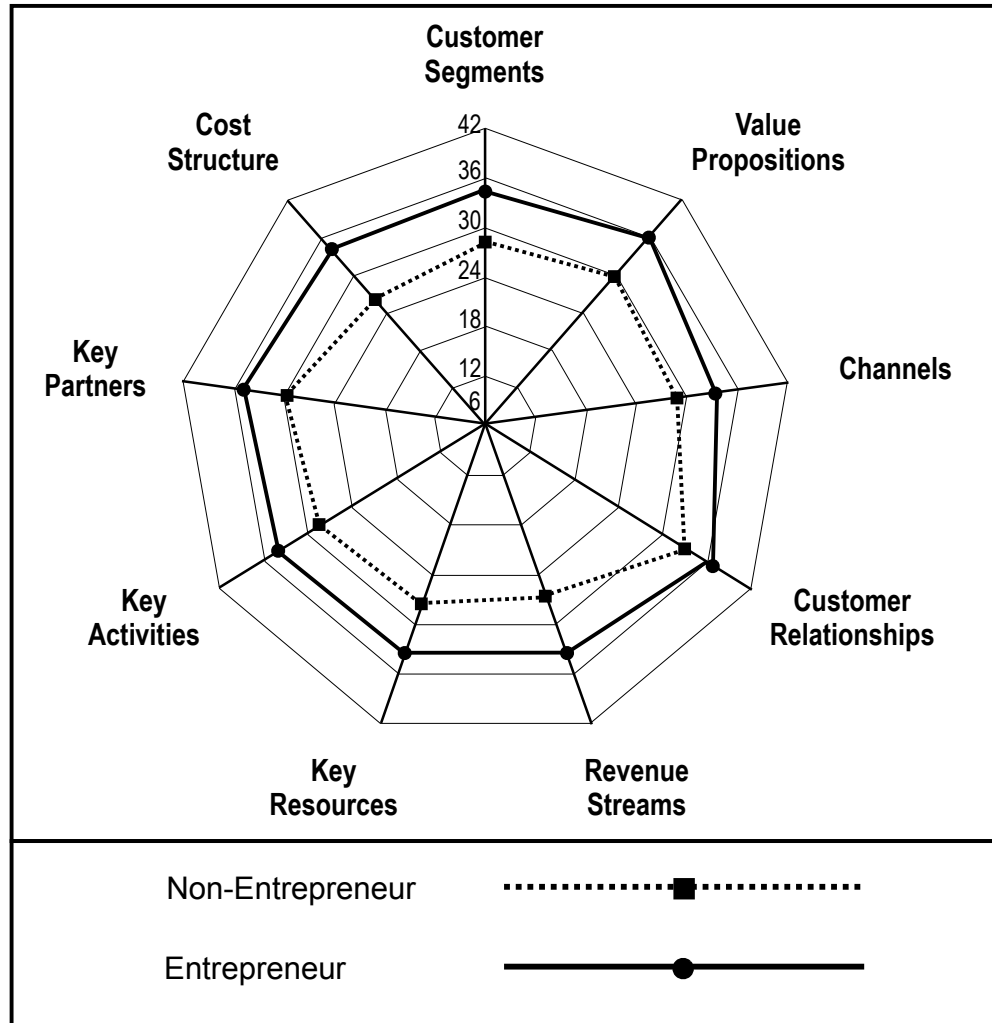 Customer
Segments
Cost
Structure
Value
Propositions
42
36
30
24
18
12
6
Key
Partners
Channels
Key
Activities
Customer
Relationships
Key
Resources
Revenue
Streams
Non-Entrepreneur
Entrepreneur